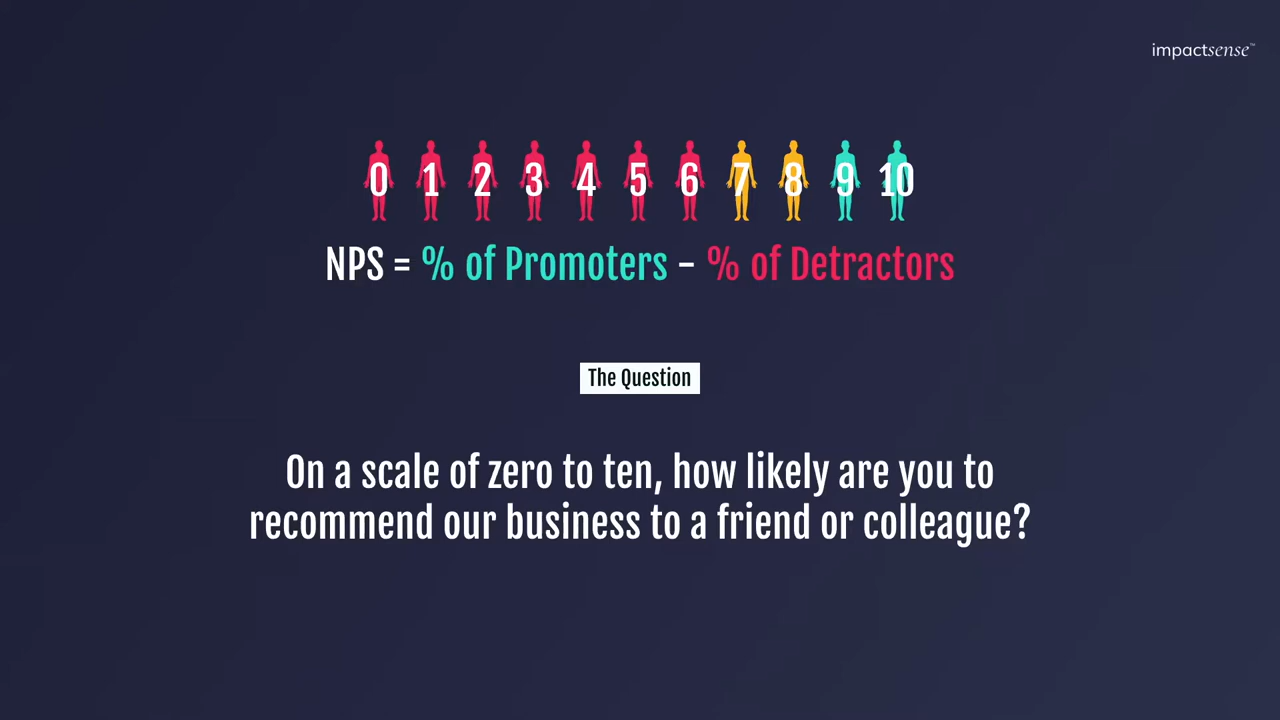 impactsense™
0 1 2 3 4 5 6 7 8 9 10
NPS = % of Promoters - % of Detractors
The Question
On a scale of zero to ten, how likely are you to
recommend our business to a friend or colleague?